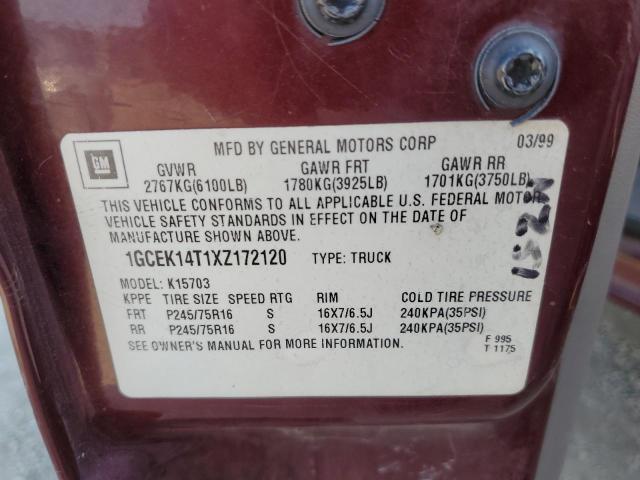 GM
MFD BY GENERAL MOTORS CORP 03/99
GVWR GAWR FRT GAWR RR
2767KG(6100LB) 1780KG(3925LB) 1701KG(3750LB)
THIS VEHICLE CONFORMS TO ALL APPLICABLE U.S. FEDERAL MOTOR
VEHICLE SAFETY STANDARDS IN EFFECT ON THE DATE OF
MANUFACTURE SHOWN ABOVE.
1GCEK14T1XZ172120 TYPE: TRUCK
MODEL: K15703
KPPE TIRE SIZE SPEED RTG RIM COLD TIRE PRESSURE
FRT P245/75R16 S 16X7/6.5J 240KPA(35PSI)
RR P245/75R16 S 16X7/6.5J 240KPA(35PSI)
SEE OWNER'S MANUAL FOR MORE INFORMATION.
F 995
T 1175